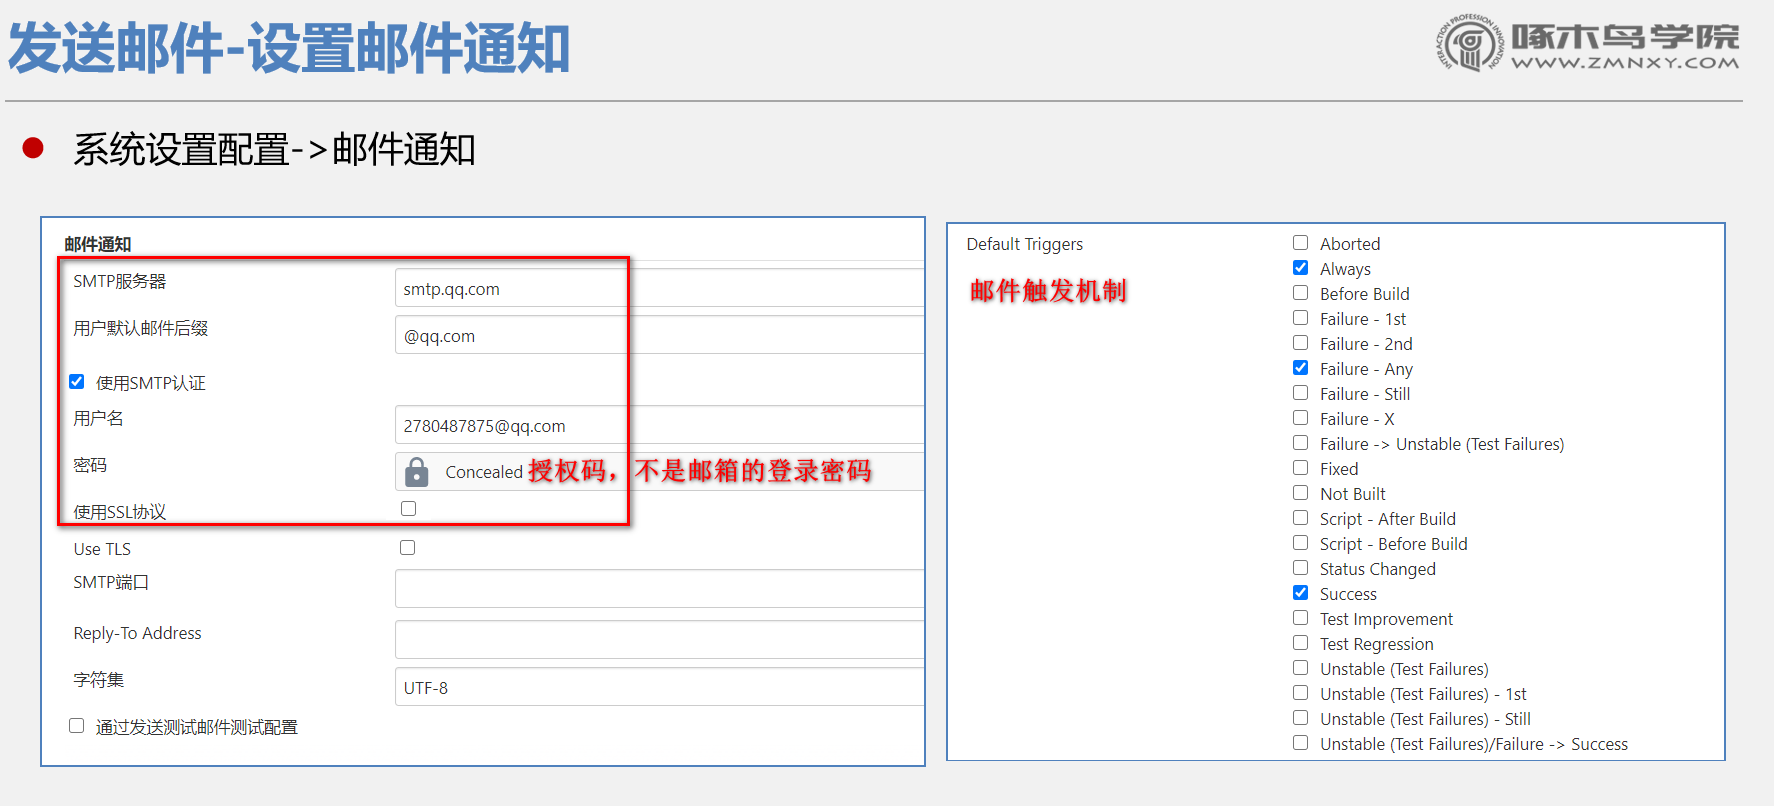 发送邮件-设置邮件通知
INTERACTION PROFESSION INNOVATION
啄木鸟学院
WWW.ZMNXY.COM
系统设置配置->邮件通知
邮件通知
SMTP服务器
smtp.qq.com
用户默认邮件后缀
@qq.com
使用SMTP认证
用户名
2780487875@qq.com
密码
Concealed 授权码，不是邮箱的登录密码
使用SSL协议
Use TLS
SMTP端口
Reply-To Address
字符集
UTF-8
通过发送测试邮件测试配置
Default Triggers
邮件触发机制
Aborted
Always
Before Build
Failure - 1st
Failure - 2nd
Failure - Any
Failure - Still
Failure - X
Failure -> Unstable (Test Failures)
Fixed
Not Built
Script - After Build
Script - Before Build
Status Changed
Success
Test Improvement
Test Regression
Unstable (Test Failures)
Unstable (Test Failures) - 1st
Unstable (Test Failures) - Still
Unstable (Test Failures)/Failure -> Success